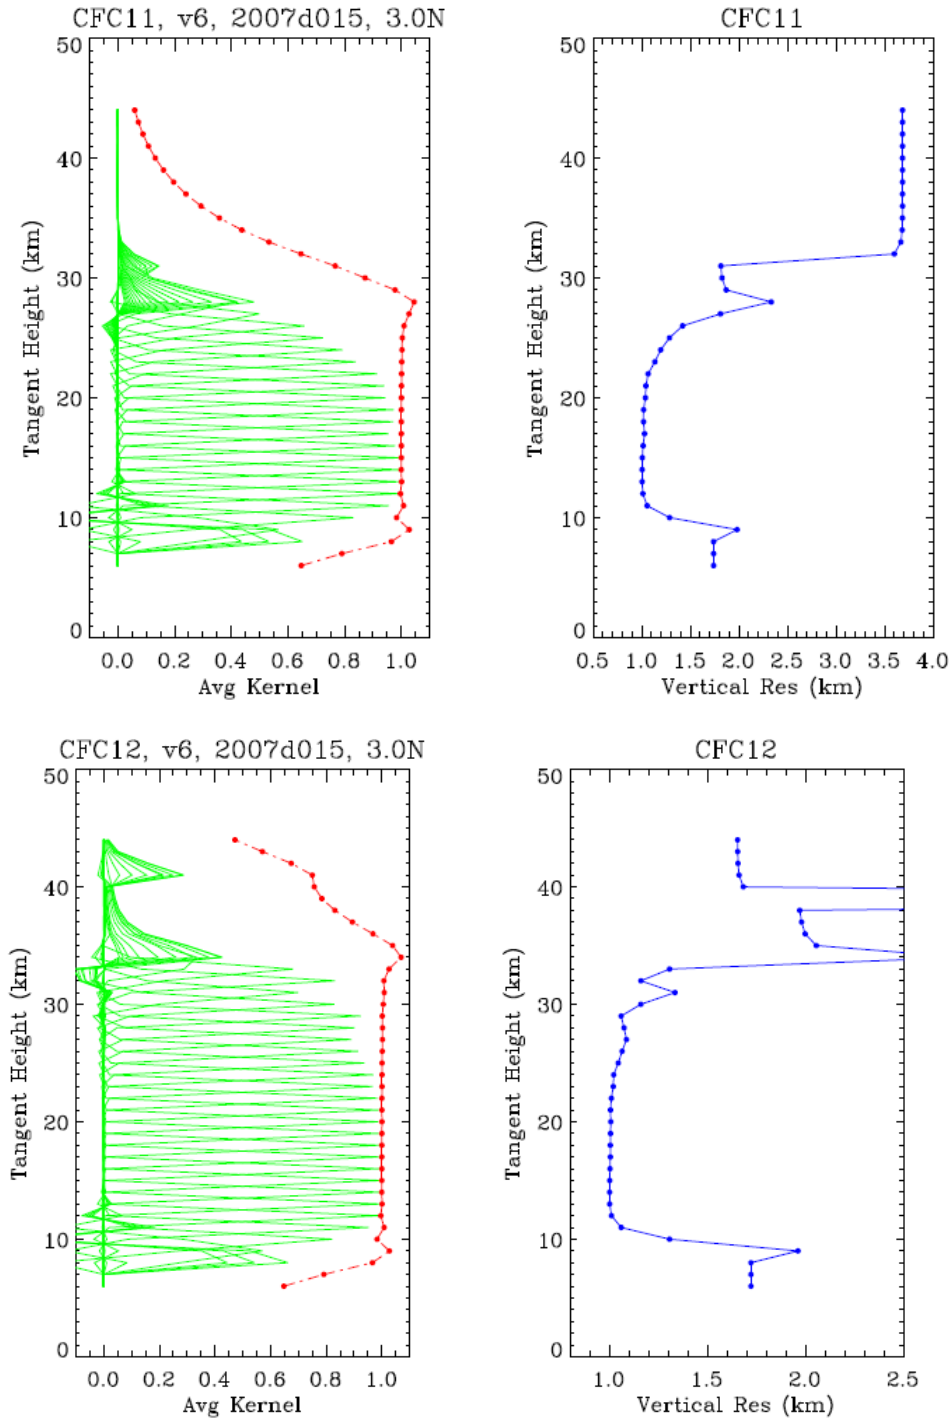 CFC11, v6, 2007d015, 3.0N
50
40
30
20
10
0
Tangent Height (km)
0.0 0.2 0.4 0.6 0.8 1.0
Avg Kernel
CFC11
50
40
30
20
10
0
Tangent Height (km)
0.5 1.0 1.5 2.0 2.5 3.0 3.5 4.0
Vertical Res (km)
CFC12, v6, 2007d015, 3.0N
50
40
30
20
10
0
Tangent Height (km)
0.0 0.2 0.4 0.6 0.8 1.0
Avg Kernel
CFC12
50
40
30
20
10
0
Tangent Height (km)
1.0 1.5 2.0 2.5
Vertical Res (km)